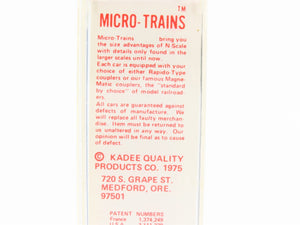 MICRO-TRAINS™
Micro-Trains bring you
the size advantages of N-Scale
with details only found in the
larger scales until now.
Each car is equipped with your
choice of either Rapido-Type
couplers or our famous Magne-
Matic couplers, the "standard
by choice" of model railroad-
ers.
All cars are guaranteed against
defects of manufacture. We
will replace all faulty merchan-
dise. Item must be returned to
us unaltered in any way. Our
opinion will be final as to cause
of defect.
© KADEE QUALITY
PRODUCTS CO. 1975
720 S. GRAPE ST.
MEDFORD, ORE.
97501
PATENT NUMBERS
France 1,374,249
U.S.A.